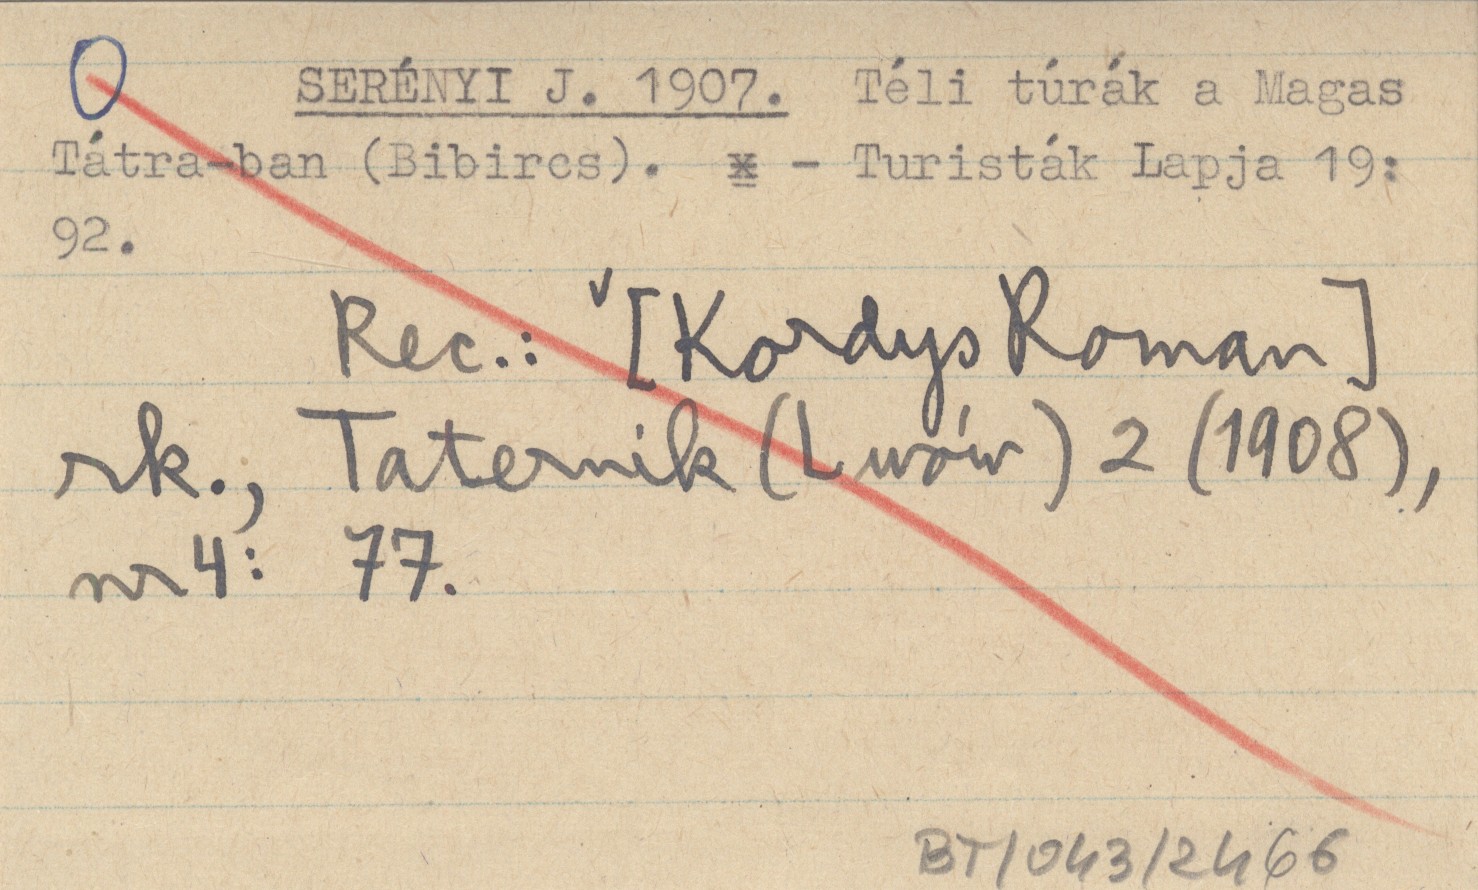 SERÉNYI J. 1907. Téli túrák a Magas
Tátra-ban (Bibircs). x - Turisták Lapja 19:
92.
Rec.: [Kordys Roman]
rk., Taternik (Lwów) 2 (1908),
nr 4: 77.
BT/043/2466